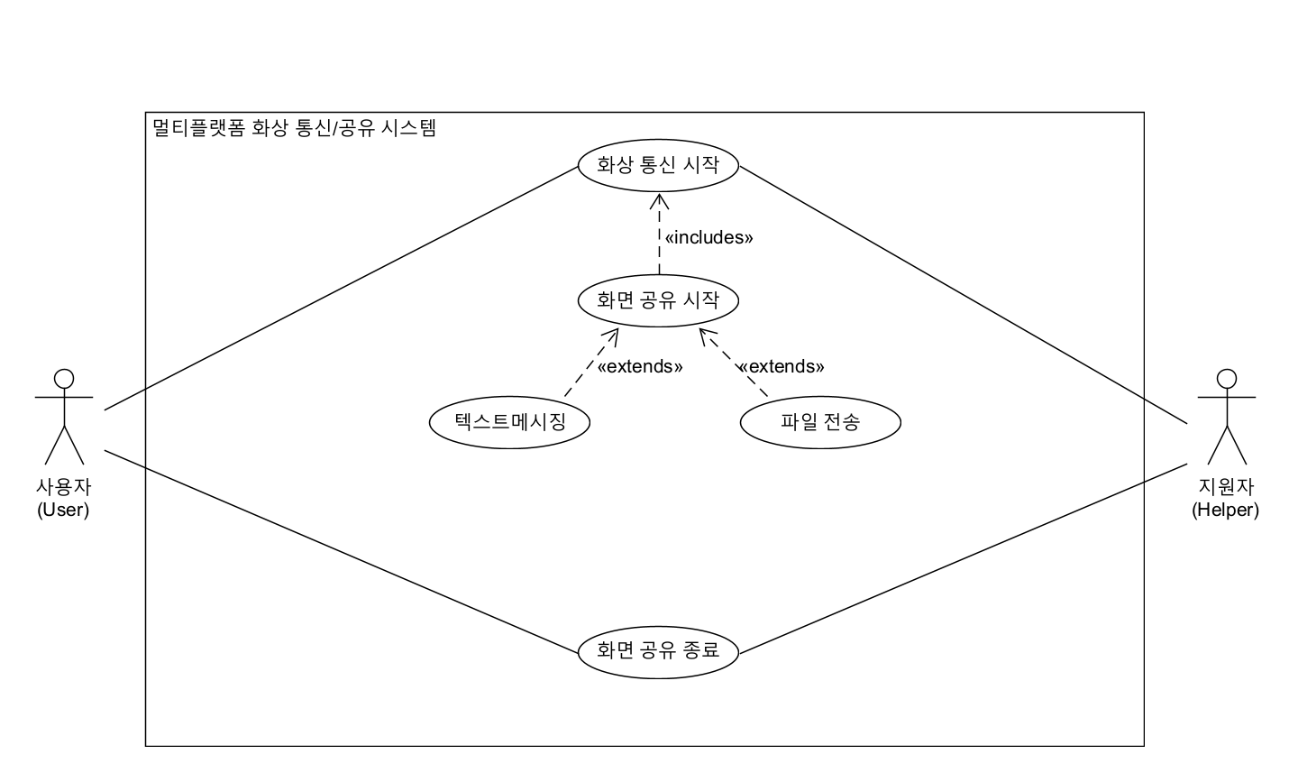 멀티플랫폼 화상 통신/공유 시스템
화상 통신 시작
«includes»
화면 공유 시작
«extends»
«extends»
텍스트메시징
파일 전송
사용자
(User)
지원자
(Helper)
화면 공유 종료